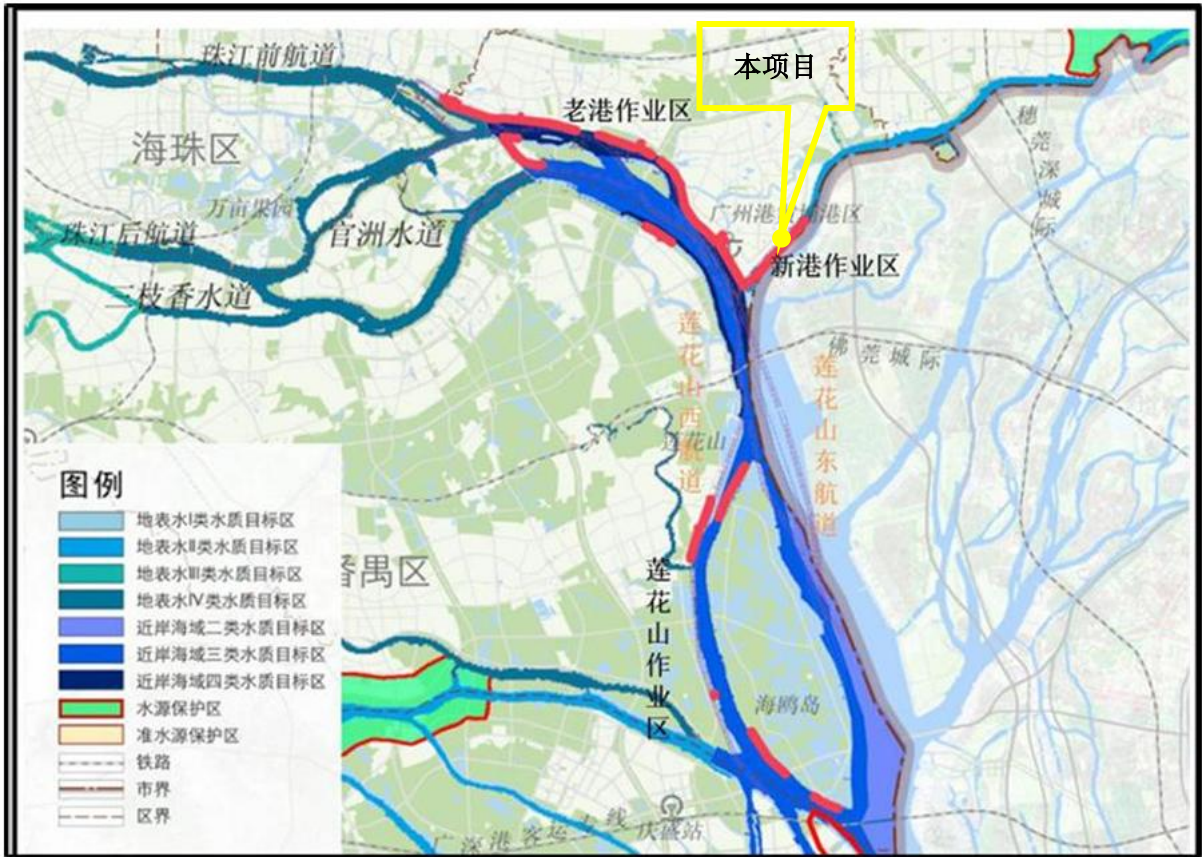 珠江前航道
本项目
老港作业区
穗莞深城际
海珠区
万亩果园
广州港黄埔港区
珠江后航道
官洲水道
新港作业区
三枝香水道
莲花山西航道
佛莞城际
莲花山东航道
莲花山
图例
地表水I类水质目标区
地表水II类水质目标区
地表水III类水质目标区
地表水IV类水质目标区
近岸海域二类水质目标区
近岸海域三类水质目标区
近岸海域四类水质目标区
水源保护区
准水源保护区
铁路
市界
区界
番禺区
莲花山作业区
海鸥岛
广深港客运专线
庆盛站